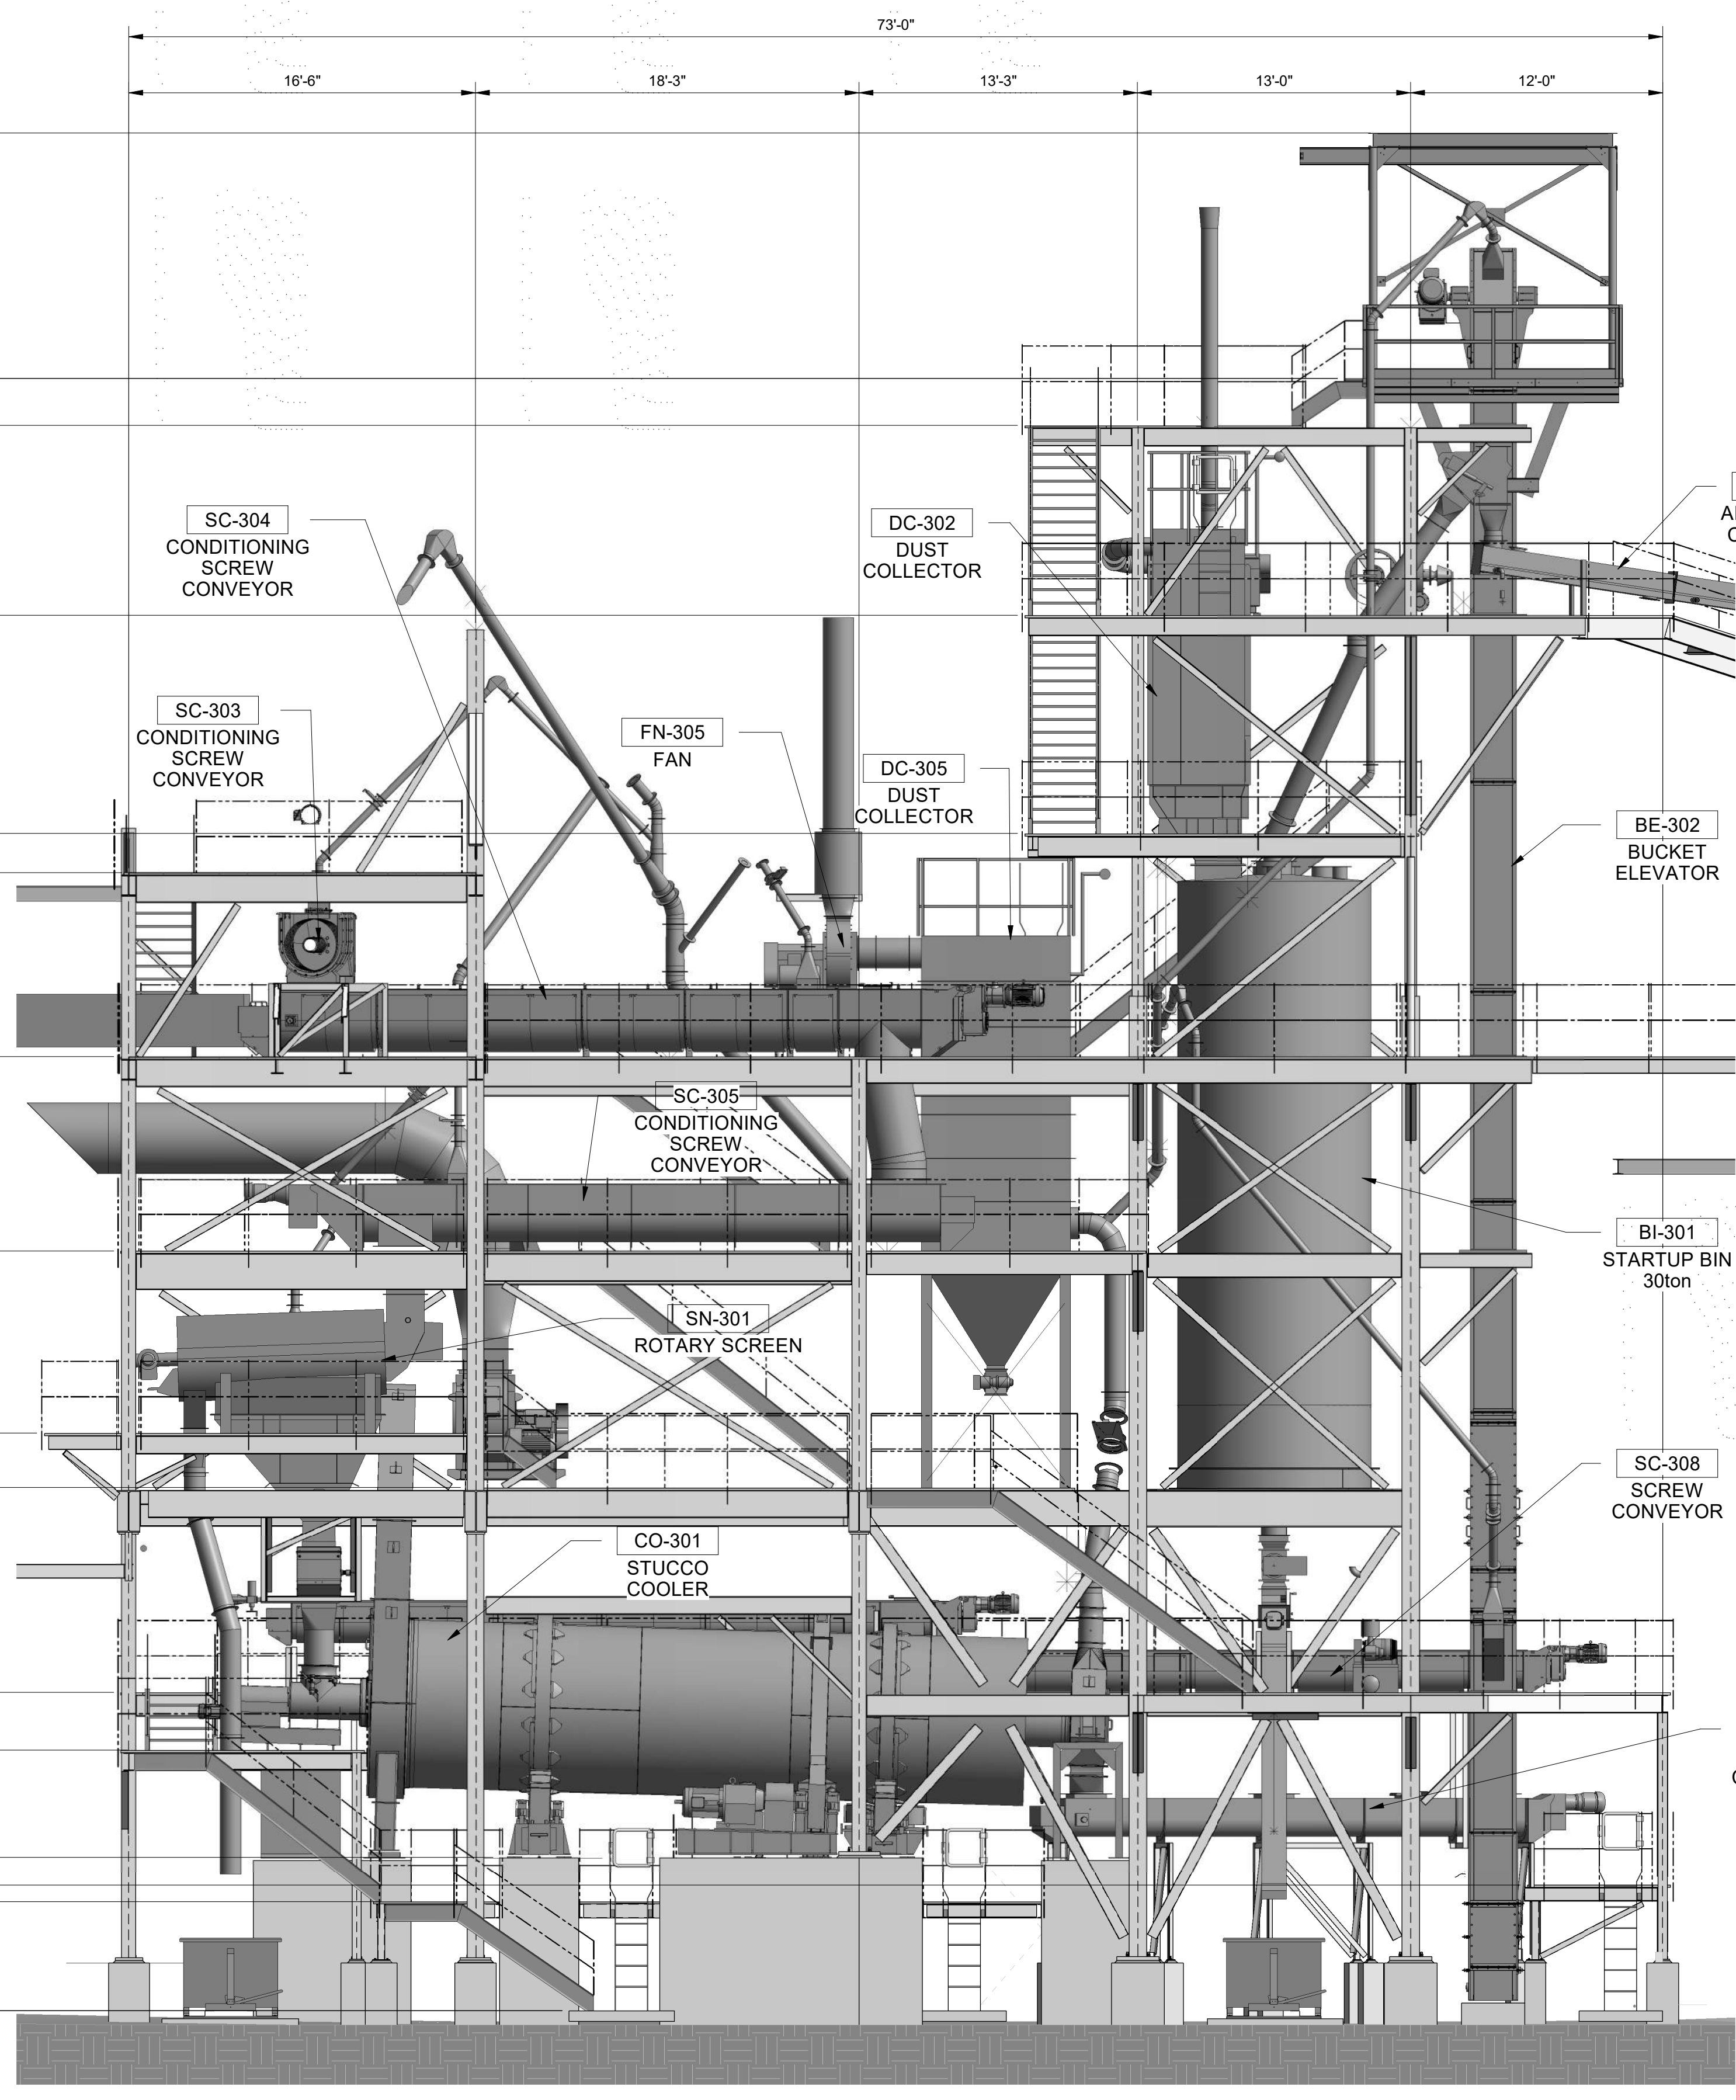 73'-0"
16'-6"
18'-3"
13'-3"
13'-0"
12'-0"
SC-304
CONDITIONING
SCREW
CONVEYOR
DC-302
DUST
COLLECTOR
SC-303
CONDITIONING
SCREW
CONVEYOR
FN-305
FAN
DC-305
DUST
COLLECTOR
BE-302
BUCKET
ELEVATOR
SC-305
CONDITIONING
SCREW
CONVEYOR
BI-301
STARTUP BIN
30ton
SN-301
ROTARY SCREEN
SC-308
SCREW
CONVEYOR
CO-301
STUCCO
COOLER